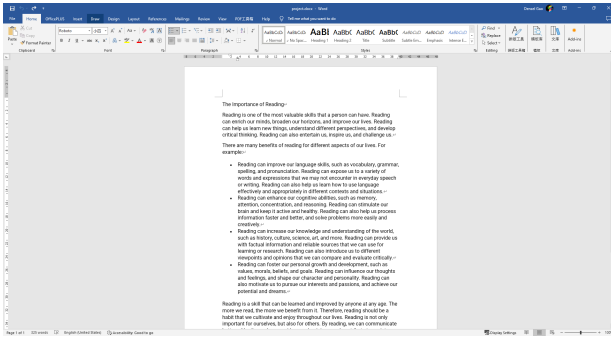 project.docx - Word
File Home OfficePLUS Insert Draw Design Layout References Mailings Review View Help Tell me what you want to do
Paste Cut Copy Format Painter
Clipboard Font Paragraph Styles Editing
Roboto
AaBbCcDd AaBbCcDd AaBl AaBbC AaBbC AaBbC AaBbCcD AaBbCcDd AaBbCcDd
Normal Heading 1 Heading 2 Title Subtitle Emphasis
Find Replace Select
Add-ins
The Importance of Reading
Reading is one of the most valuable skills that a person can have. Reading
can enrich our minds, broaden our horizons, and improve our lives. Reading
can help us learn new things, understand different perspectives, and develop
critical thinking. Reading can also entertain us, inspire us, and challenge us.
There are many benefits of reading for different aspects of our lives. For
example:
• Reading can improve our language skills, such as vocabulary, grammar,
spelling, and pronunciation. Reading can expose us to a variety of
words and expressions that we may not encounter in everyday speech
or writing. Reading can also help us learn how to use language
effectively and appropriately in different contexts and situations.
• Reading can enhance our cognitive abilities, such as memory,
attention, concentration, and reasoning. Reading can stimulate our
brain and keep it active and healthy. Reading can also help us process
information faster and better, and solve problems more easily and
creatively.
• Reading can increase our knowledge and understanding of the world,
such as history, culture, science, art, and more. Reading can provide us
with factual information and reliable sources that we can use for
learning or research. Reading can also introduce us to different
viewpoints and opinions that we can compare and evaluate critically.
• Reading can foster our personal growth and development, such as
values, morals, beliefs, and goals. Reading can influence our thoughts
and feelings, and shape our character and personality. Reading can
also motivate us to pursue our interests and passions, and achieve our
potential and dreams.
Reading is a skill that can be learned and improved by anyone at any age. The
more we read, the more we benefit from it. Therefore, reading should be a
habit that we cultivate and enjoy throughout our lives. Reading is not only
important for ourselves, but also for others. By reading, we can communicate
Page 1 of 1 English (United States) Accessibility: Good to go Display Settings